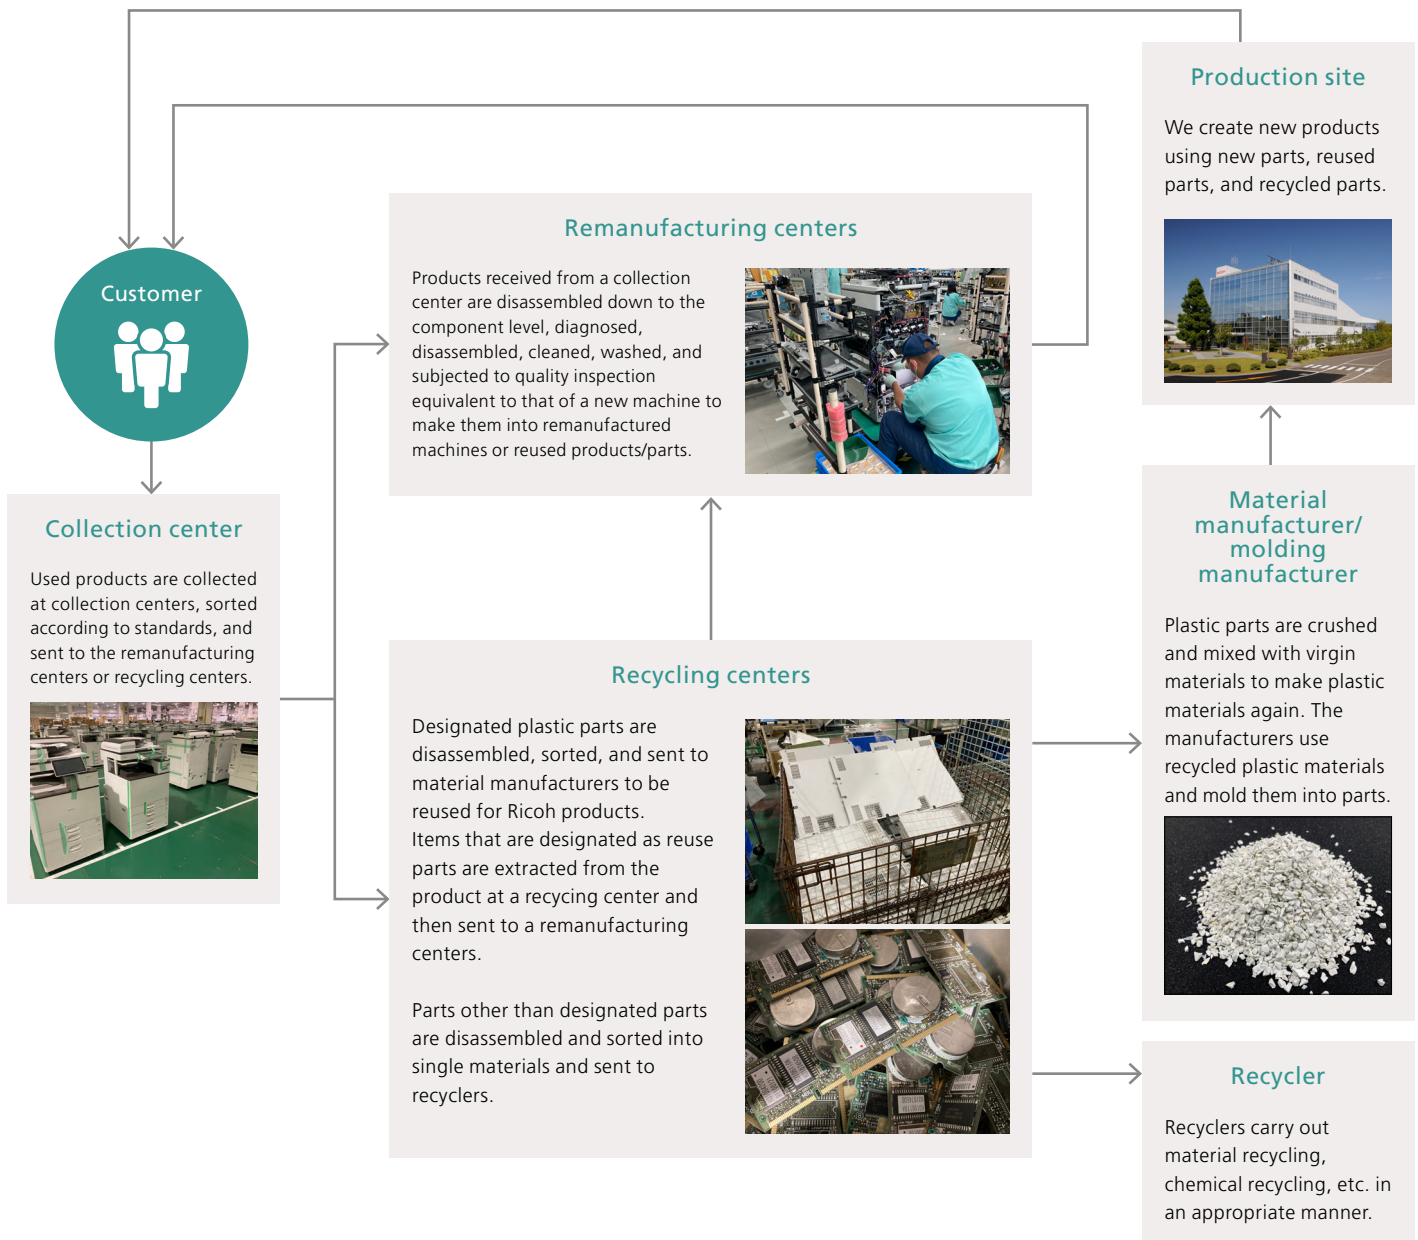 Production site
We create new products
using new parts, reused
parts, and recycled parts.
Remanufacturing centers
Products received from a collection
center are disassembled down to the
component level, diagnosed,
disassembled, cleaned, washed, and
subjected to quality inspection
equivalent to that of a new machine to
make them into remanufactured
machines or reused products/parts.
Customer
Collection center
Used products are collected
at collection centers, sorted
according to standards, and
sent to the remanufacturing
centers or recycling centers.
Material
manufacturer/
molding
manufacturer
Plastic parts are crushed
and mixed with virgin
materials to make plastic
materials again. The
manufacturers use
recycled plastic materials
and mold them into parts.
Recycling centers
Designated plastic parts are
disassembled, sorted, and sent to
material manufacturers to be
reused for Ricoh products.
Items that are designated as reuse
parts are extracted from the
product at a recycing center and
then sent to a remanufacturing
centers.
Parts other than designated parts
are disassembled and sorted into
single materials and sent to
recyclers.
Recycler
Recyclers carry out
material recycling,
chemical recycling, etc. in
an appropriate manner.